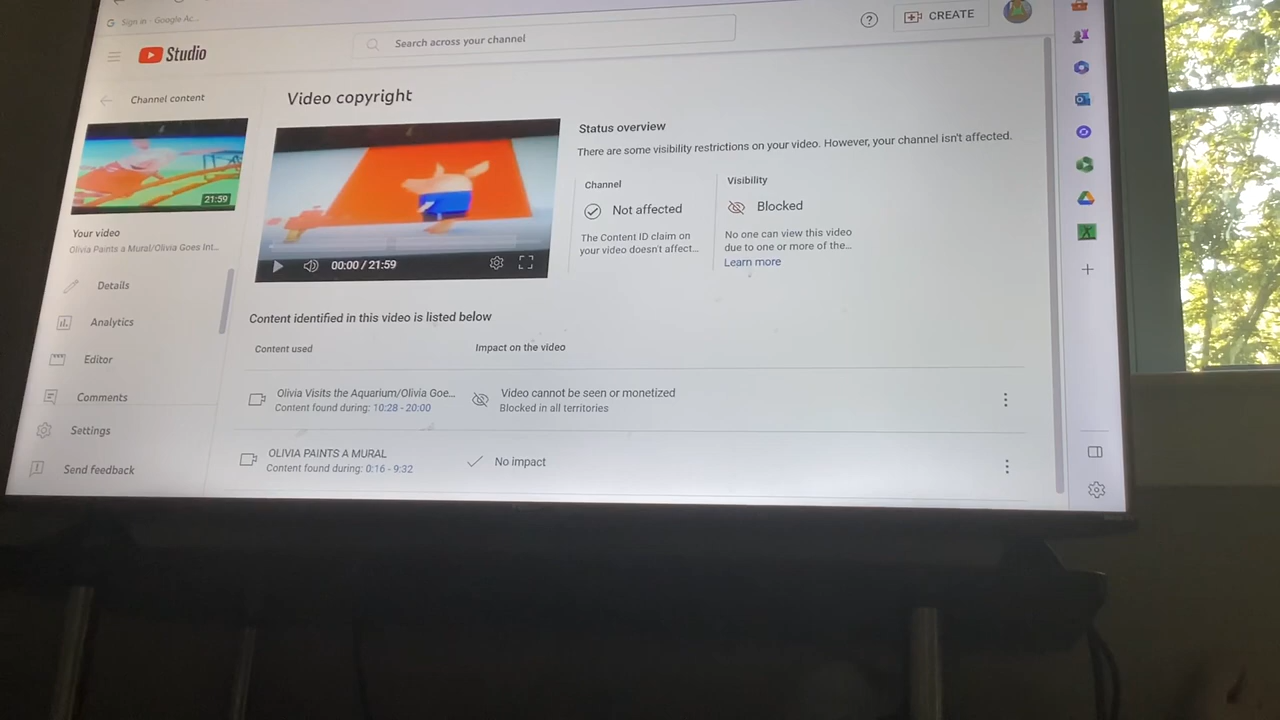 Sign in - Google Ac...
Studio
Search across your channel
CREATE
Channel content
21:59
Your video
Olivia Paints a Mural/Olivia Goes Int...
Details
Analytics
Editor
Comments
Settings
Send feedback
Video copyright
00:00 / 21:59
Status overview
There are some visibility restrictions on your video. However, your channel isn't affected.
Channel
Not affected
The Content ID claim on
your video doesn't affect...
Visibility
Blocked
No one can view this video
due to one or more of the...
Learn more
Content identified in this video is listed below
Content used
Impact on the video
Olivia Visits the Aquarium/Olivia Goe...
Content found during: 10:28 - 20:00
Video cannot be seen or monetized
Blocked in all territories
OLIVIA PAINTS A MURAL
Content found during: 0:16 - 9:32
No impact